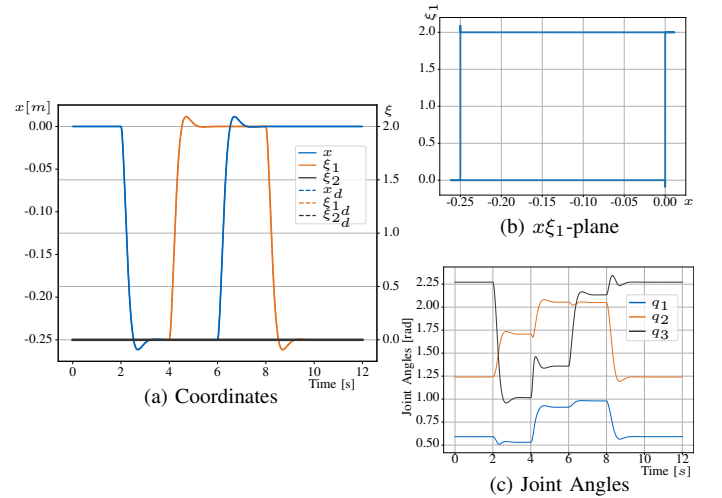 x[m]
ξ
0.00
-0.05
-0.10
-0.15
-0.20
-0.25
2.0
1.5
1.0
0.5
0.0
x
ξ1
ξ2
xd
ξ1d
ξ2d
0 2 4 6 8 10 12
Time [s]
(a) Coordinates
ξ1
2.0
1.5
1.0
0.5
0.0
-0.25 -0.20 -0.15 -0.10 -0.05 0.00 x
(b) xξ1-plane
Joint Angles [rad]
2.25
2.00
1.75
1.50
1.25
1.00
0.75
0.50
q1
q2
q3
0 2 4 6 8 10 12
Time [s]
(c) Joint Angles